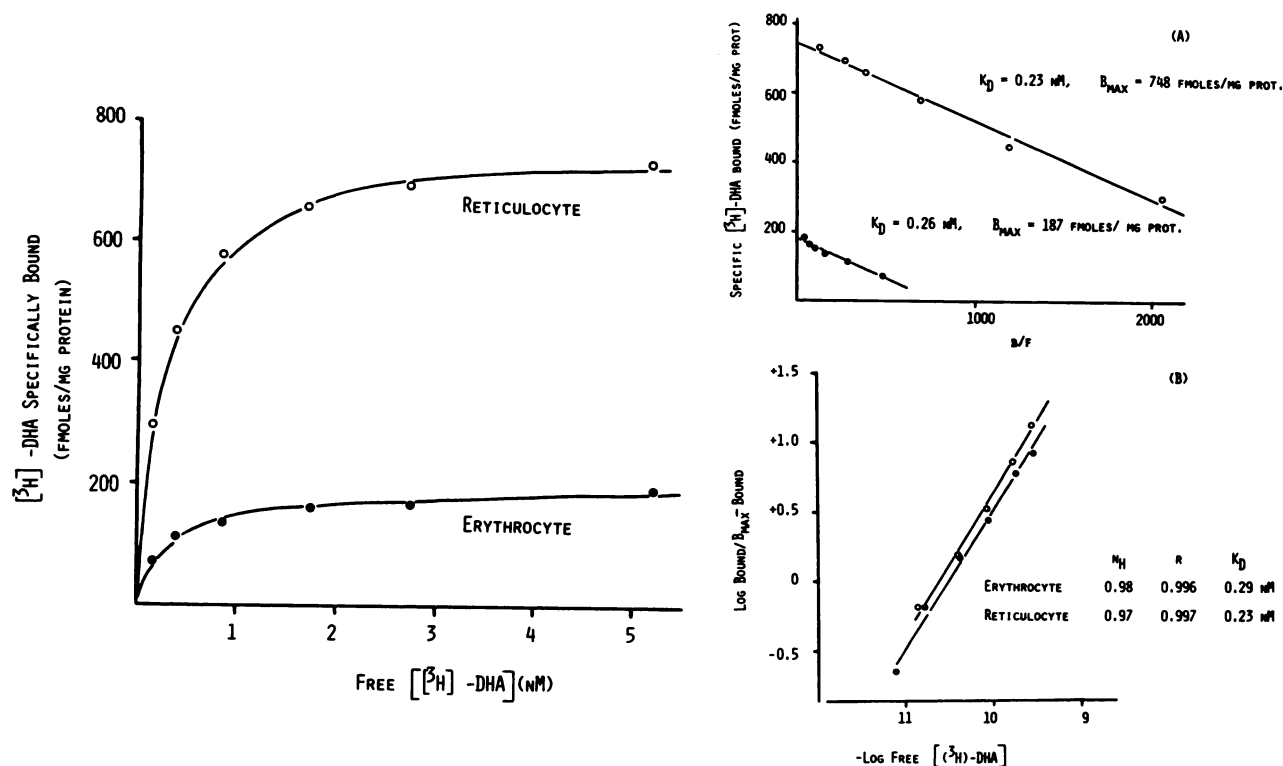 [³H] -DHA SPECIFICALLY BOUND
(FMOLES/MG PROTEIN)
800
600
400
200
RETICULOCYTE
ERYTHROCYTE
1 2 3 4 5
FREE [[³H] -DHA](NM)
(A)
SPECIFIC [³H]-DHA BOUND (FMOLES/MG PROT)
800
600
400
200
K_D = 0.23 NM, B_MAX = 748 FMOLES/MG PROT.
K_D = 0.26 NM, B_MAX = 187 FMOLES/ MG PROT.
1000 2000
B/F
(B)
LOG BOUND/B_MAX- BOUND
+1.5
+1.0
+0.5
0
-0.5
N_H R K_D
ERYTHROCYTE 0.98 0.996 0.29 NM
RETICULOCYTE 0.97 0.997 0.23 NM
11 10 9
-LOG FREE [(³H)-DHA]